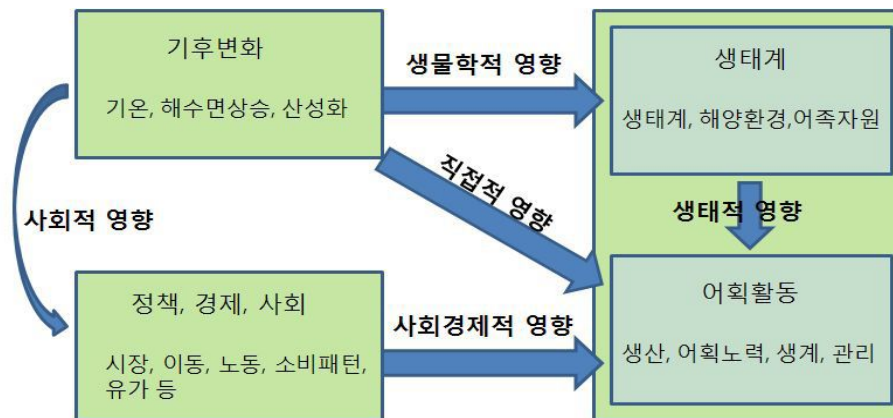 기후변화
기온, 해수면상승, 산성화
생물학적 영향
생태계
생태계, 해양환경,어족자원
직접적 영향
사회적 영향
생태적 영향
정책, 경제, 사회
시장, 이동, 노동, 소비패턴,
유가 등
사회경제적 영향
어획활동
생산, 어획노력, 생계, 관리